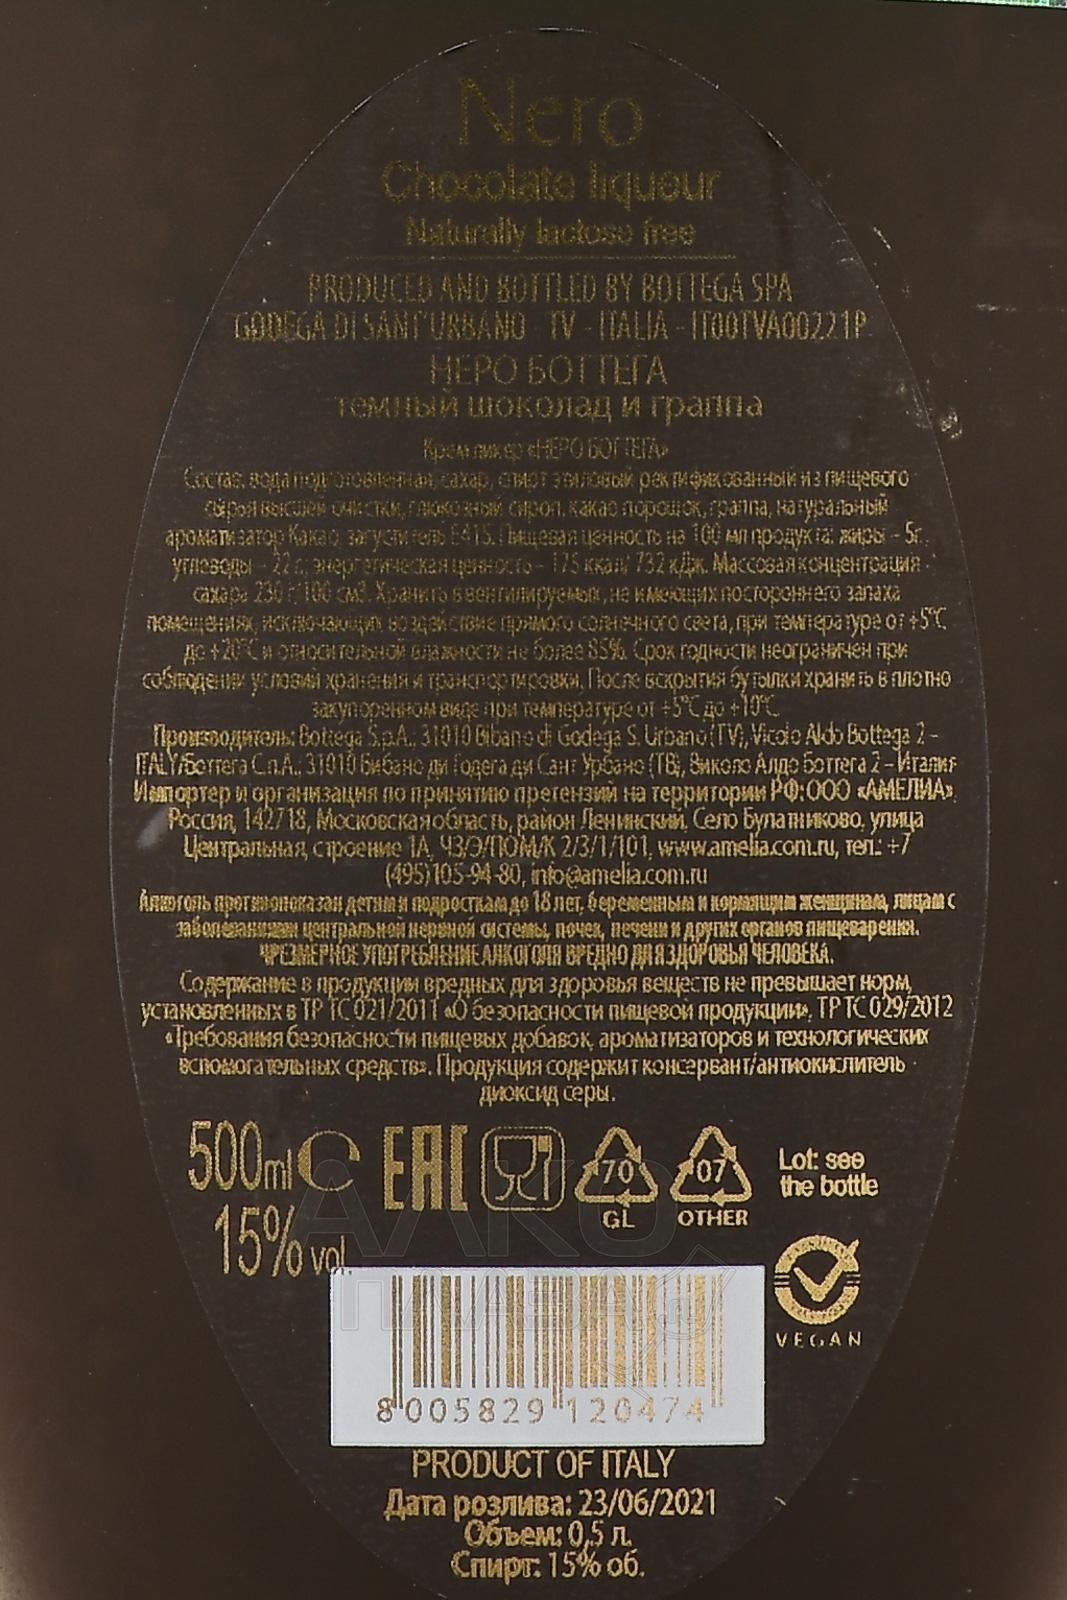 Nero
Chocolate liqueur
Naturally lactose free
PRODUCED AND BOTTLED BY BOTTEGA SPA
GODEGA DI SANT'URBANO - TV - ITALIA - IT00TVA00221P
НЕРО БОТТЕГА
темный шоколад и граппа
Крем ликер «НЕРО БОТТЕГА»
Состав: вода подготовленная, сахар, спирт этиловый ректификованный из пищевого
сырья высшей очистки, глюкозный сироп, какао порошок, граппа, натуральный
ароматизатор Какао, загуститель Е415. Пищевая ценность на 100 мл продукта: жиры - 5г,
углеводы - 22 г; энергетическая ценность - 175 ккал/ 732 кДж. Массовая концентрация
сахара 230 г/100 см3. Хранить в вентилируемых, не имеющих постороннего запаха
помещениях, исключающих воздействие прямого солнечного света, при температуре от +5°С
до +20°С и относительной влажности не более 85%. Срок годности неограничен при
соблюдении условий хранения и транспортировки. После вскрытия бутылки хранить в плотно
закупоренном виде при температуре от +5°С до +10°С.
Производитель: Bottega S.p.A.: 31010 Bibano di Godega S. Urbano (TV), Vicolo Aldo Bottega 2 -
ITALY/Боттега С.п.А.: 31010 Бибано ди Годега ди Сант Урбано (ТВ), Виколо Алдо Боттега 2 - Италия
Импортер и организация по принятию претензий на территории РФ: ООО «АМЕЛИА»,
Россия, 142718, Московская область, район Ленинский, Село Булатниково, улица
Центральная, строение 1А, ЧЗ/Э/ПОМ/К 2/3/1/101, www.amelia.com.ru, тел.: +7
(495)105-94-80, info@amelia.com.ru
Алкоголь противопоказан детям и подросткам до 18 лет, беременным и кормящим женщинам, лицам с
заболеваниями центральной нервной системы, почек, печени и других органов пищеварения.
ЧРЕЗМЕРНОЕ УПОТРЕБЛЕНИЕ АЛКОГОЛЯ ВРЕДНО ДЛЯ ЗДОРОВЬЯ ЧЕЛОВЕКА.
Содержание в продукции вредных для здоровья веществ не превышает норм,
установленных в ТР ТС 021/2011 «О безопасности пищевой продукции», ТР ТС 029/2012
«Требования безопасности пищевых добавок, ароматизаторов и технологических
вспомогательных средств». Продукция содержит консервант/антиокислитель
диоксид серы.
500ml e EAC 70 GL 07 OTHER
Lot: see
the bottle
15% vol.
АЛКО
ПЛАЗА
VEGAN
8 005829 120474
PRODUCT OF ITALY
Дата розлива: 23/06/2021
Объем: 0,5 л.
Спирт: 15% об.